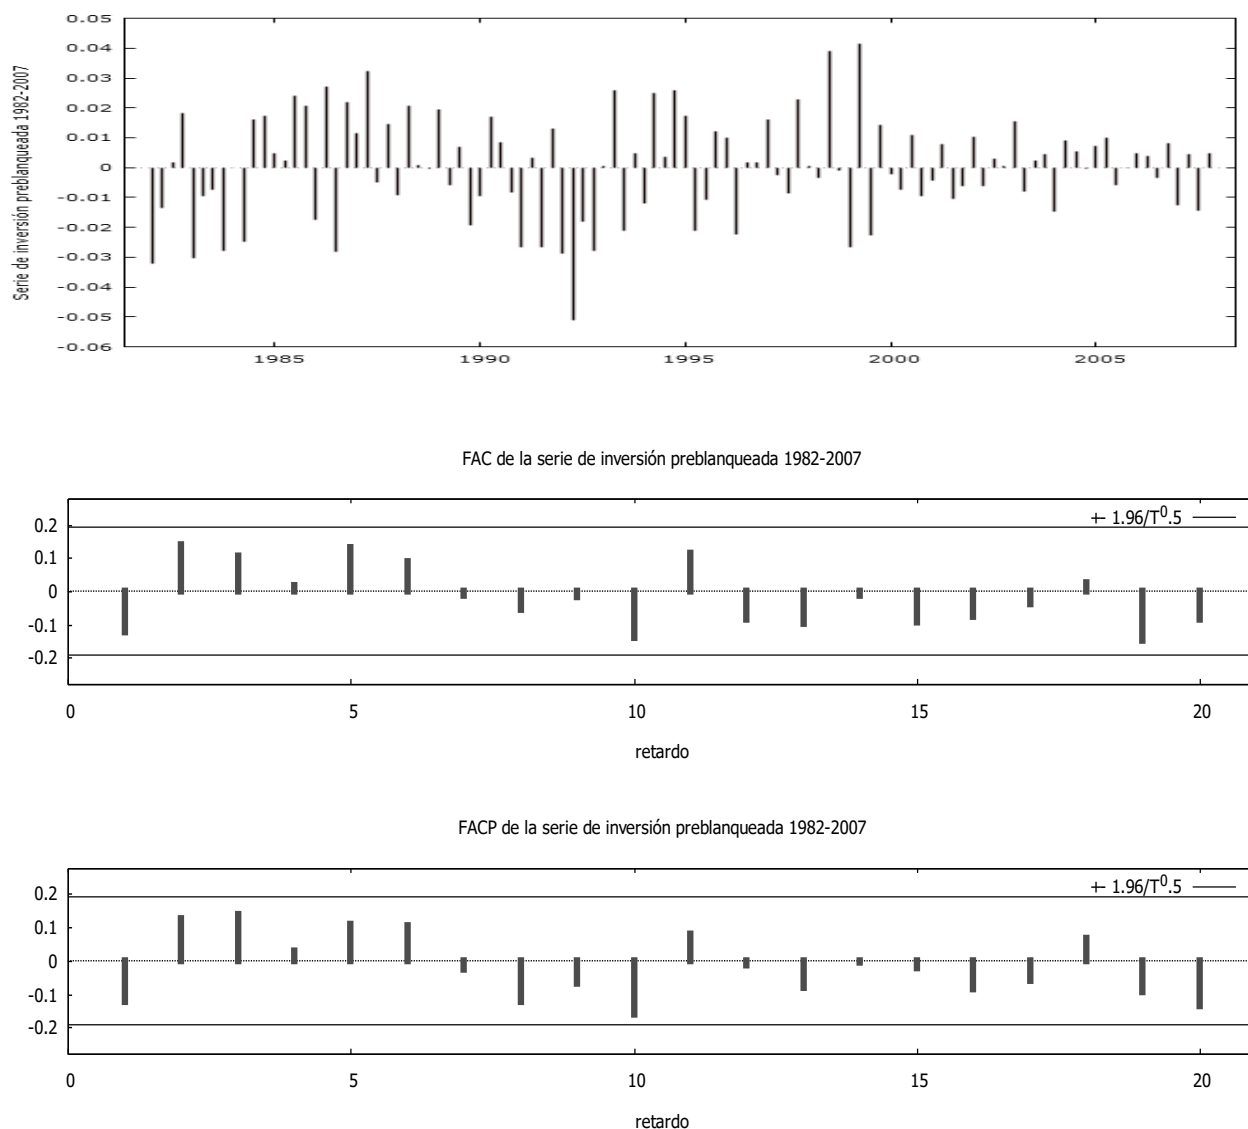 Serie de inversión preblanqueada 1982-2007
0.05
0.04
0.03
0.02
0.01
0
-0.01
-0.02
-0.03
-0.04
-0.05
-0.06
1985 1990 1995 2000 2005
FAC de la serie de inversión preblanqueada 1982-2007
+- 1.96/T^0.5
0.2
0.1
0
-0.1
-0.2
0 5 10 15 20
retardo
FACP de la serie de inversión preblanqueada 1982-2007
+- 1.96/T^0.5
0.2
0.1
0
-0.1
-0.2
0 5 10 15 20
retardo